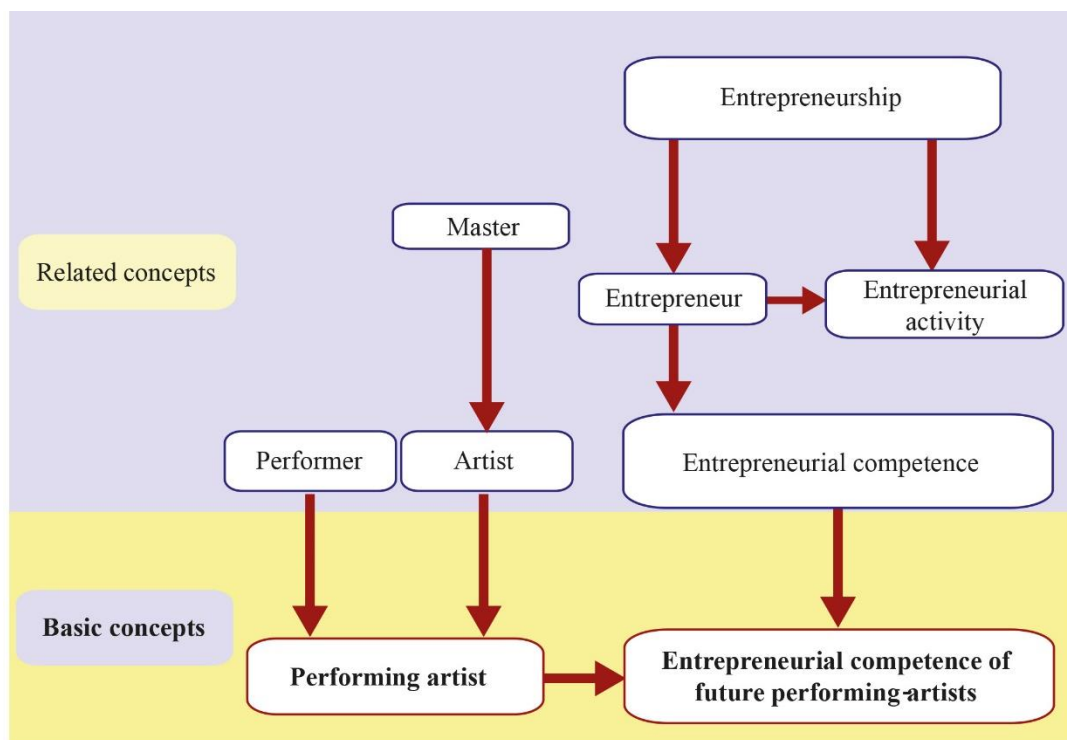 Entrepreneurship
Master
Related concepts
Entrepreneur
Entrepreneurial
activity
Performer
Artist
Entrepreneurial competence
Basic concepts
Performing artist
Entrepreneurial competence of
future performing-artists